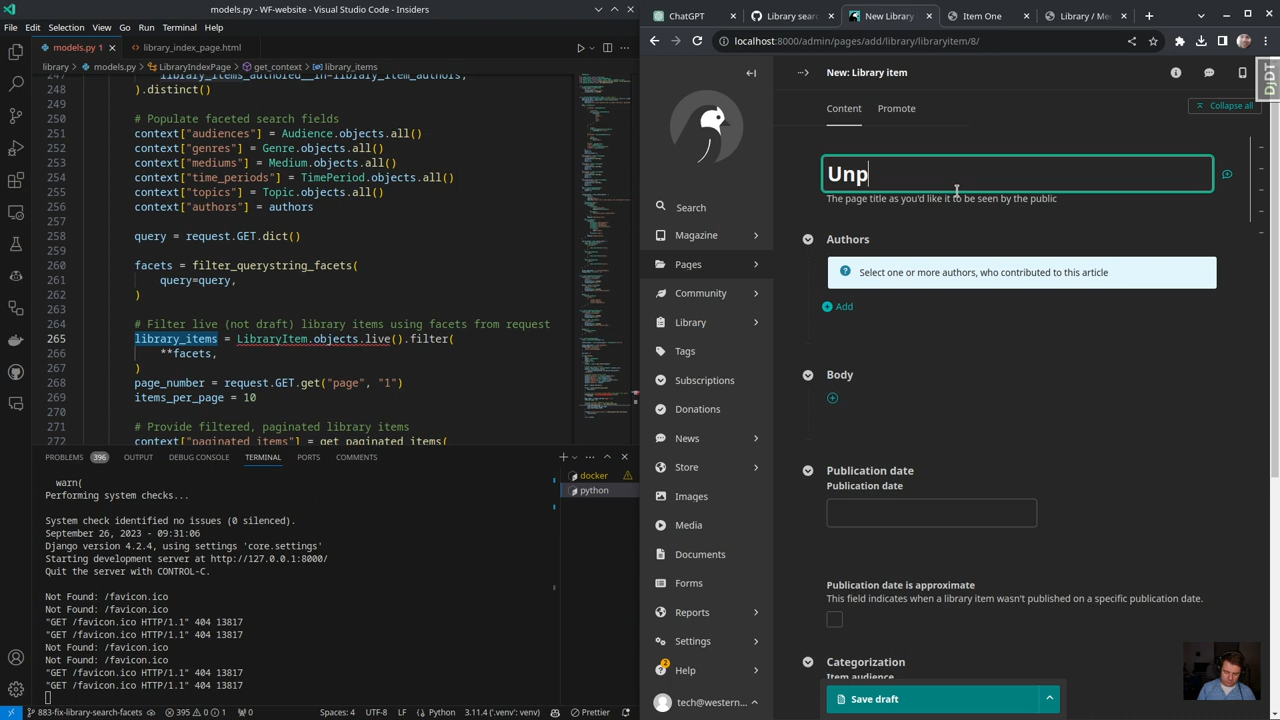 models.py - WF-website - Visual Studio Code - Insiders
File Edit Selection View Go Run Terminal Help
models.py 1
library_index_page.html
library > models.py > LibraryIndexPage > get_context > library_items
247 library_items_authored__in=library_item_authors,
248 ).distinct()
249
250 # Populate faceted search fields
251 context["audiences"] = Audience.objects.all()
252 context["genres"] = Genre.objects.all()
253 context["mediums"] = Medium.objects.all()
254 context["time_periods"] = TimePeriod.objects.all()
255 context["topics"] = Topic.objects.all()
256 context["authors"] = authors
257
258 query = request.GET.dict()
259
260 facets = filter_querystring_facets(
261 query=query,
262 )
263
264 # Filter live (not draft) library items using facets from request
265 library_items = LibraryItem.objects.live().filter(
266 **facets,
267 )
268 page_number = request.GET.get("page", "1")
269 items_per_page = 10
270
271 # Provide filtered, paginated library items
272 context["paginated_items"] = get_paginated_items(
PROBLEMS 396 OUTPUT DEBUG CONSOLE TERMINAL PORTS COMMENTS
docker
python
warn(
Performing system checks...
System check identified no issues (0 silenced).
September 26, 2023 - 09:31:06
Django version 4.2.4, using settings 'core.settings'
Starting development server at http://127.0.0.1:8000/
Quit the server with CONTROL-C.
Not Found: /favicon.ico
Not Found: /favicon.ico
"GET /favicon.ico HTTP/1.1" 404 13817
"GET /favicon.ico HTTP/1.1" 404 13817
Not Found: /favicon.ico
Not Found: /favicon.ico
"GET /favicon.ico HTTP/1.1" 404 13817
"GET /favicon.ico HTTP/1.1" 404 13817
883-fix-library-search-facets 395 0 1 Spaces: 4 UTF-8 LF Python 3.11.4 ('.venv': venv) Prettier
ChatGPT
Library sear
New Library
Item One
Library / Me
localhost:8000/admin/pages/add/library/libraryitem/8/
DjDT
Search
Magazine
Pages
Community
Library
Tags
Subscriptions
Donations
News
Store
Images
Media
Documents
Forms
Reports
Settings
2
Help
tech@western...
New: Library item
Content Promote
Collapse all
Unp
The page title as you'd like it to be seen by the public
Authors
Select one or more authors, who contributed to this article
Add
Body
Publication date
Publication date
Publication date is approximate
This field indicates when a library item wasn't published on a specific publication date.
Categorization
Item audience
Save draft